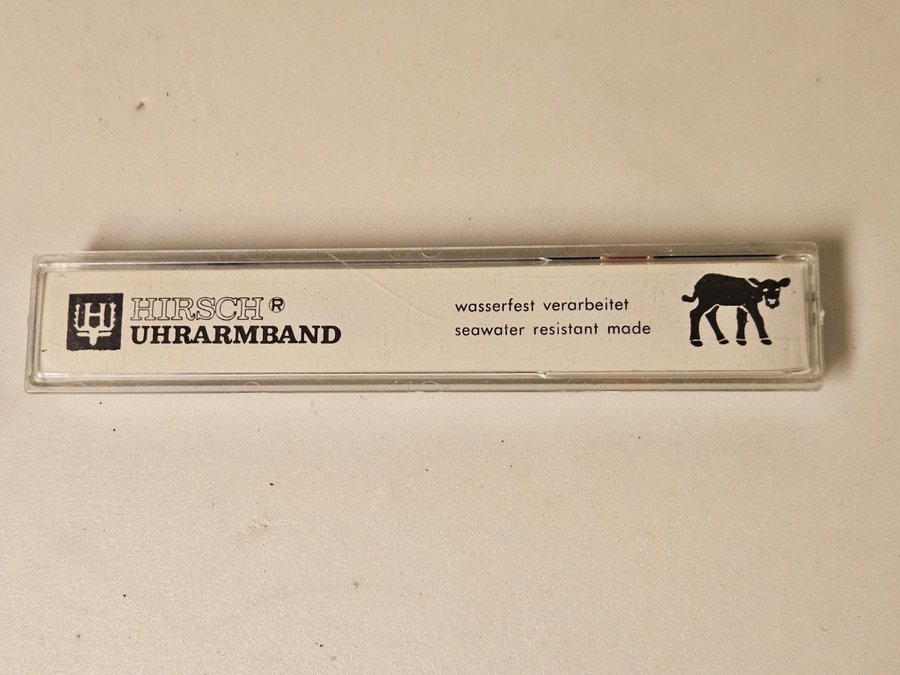 H
HIRSCH®
UHRARMBAND
wasserfest verarbeitet
seawater resistant made